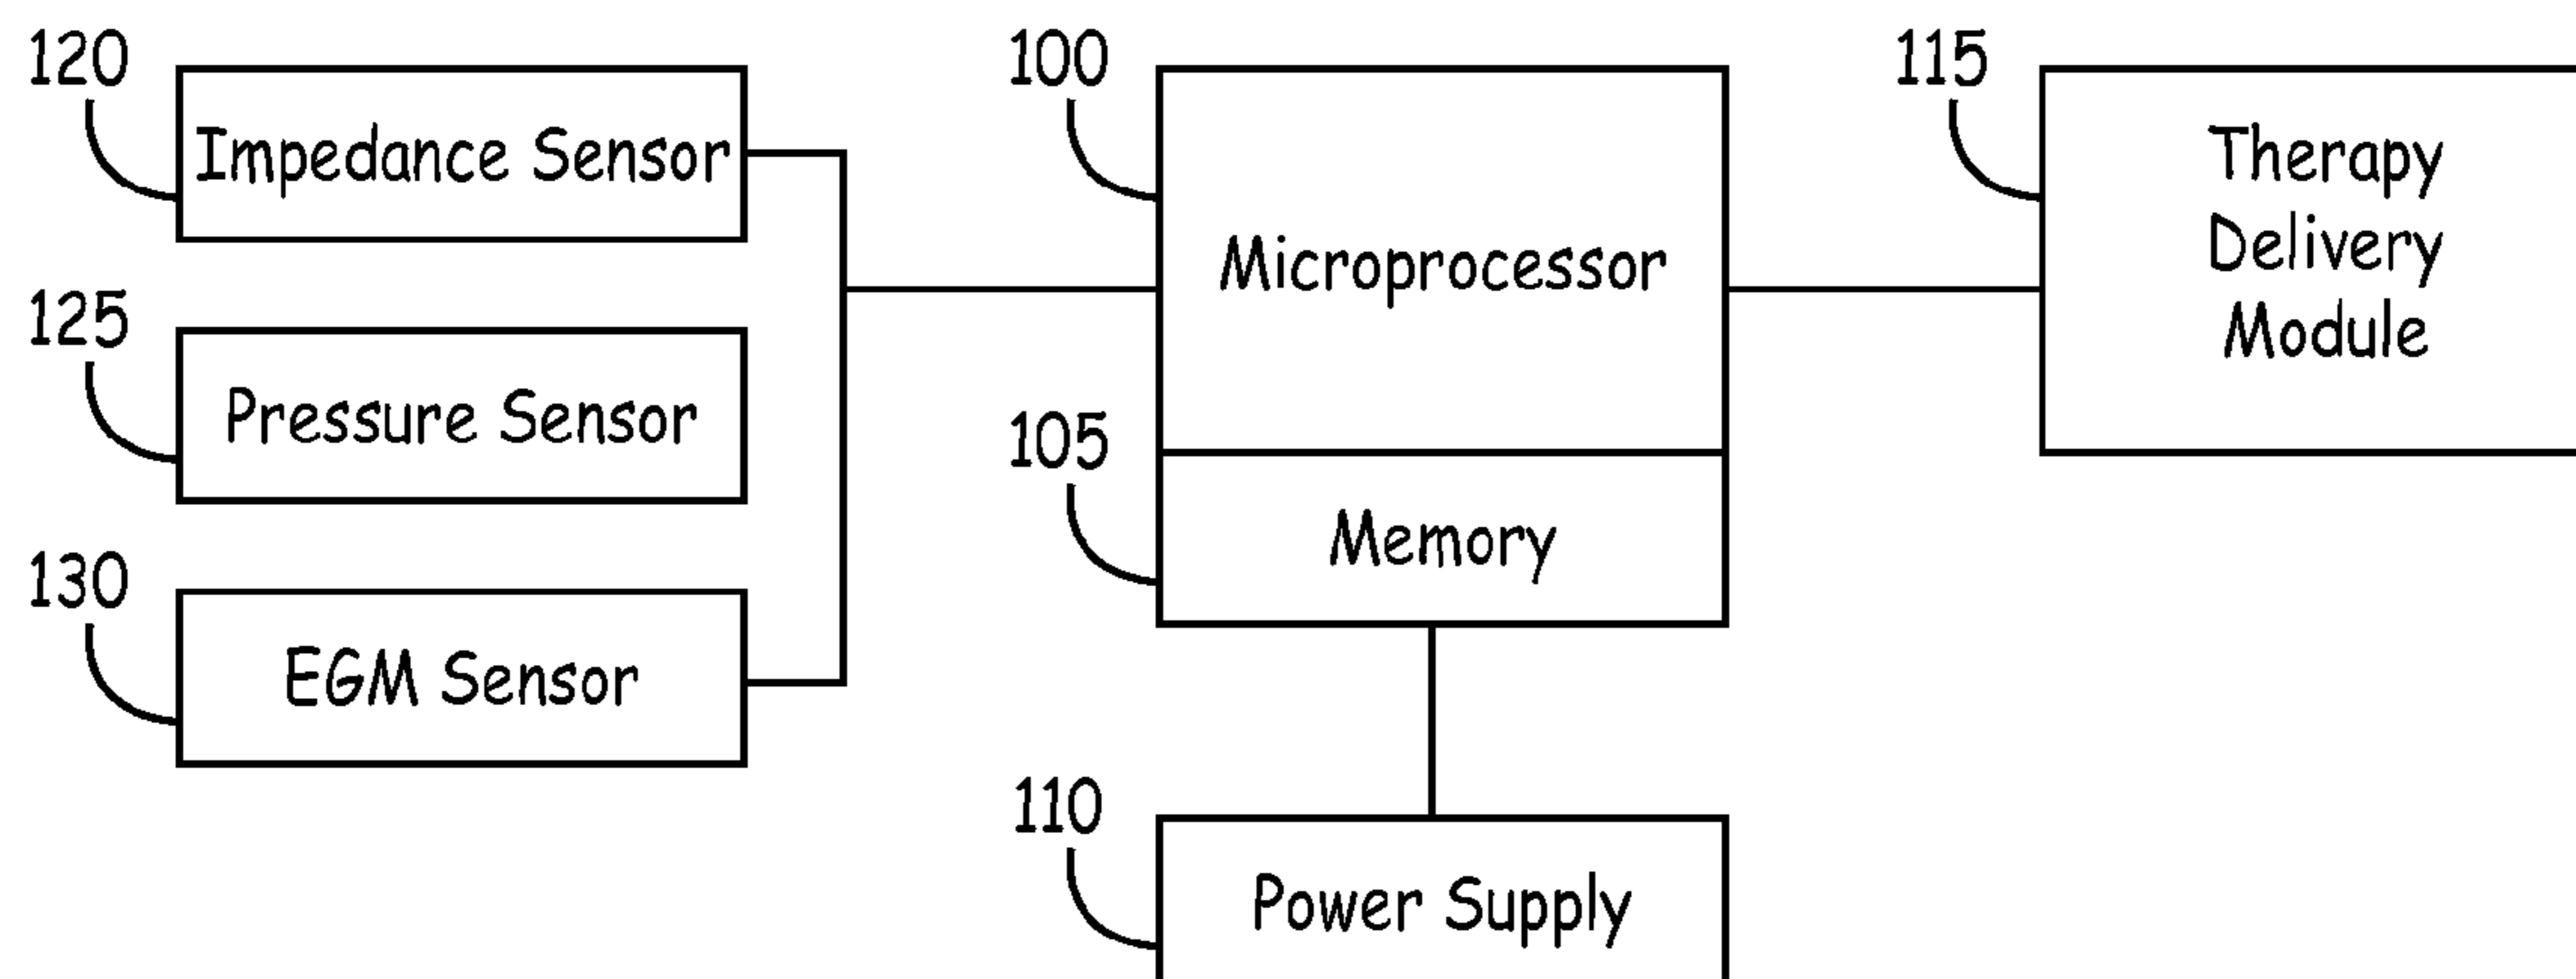 120
Impedance Sensor
125
Pressure Sensor
130
EGM Sensor
100
Microprocessor
105
Memory
110
Power Supply
115
Therapy
Delivery
Module